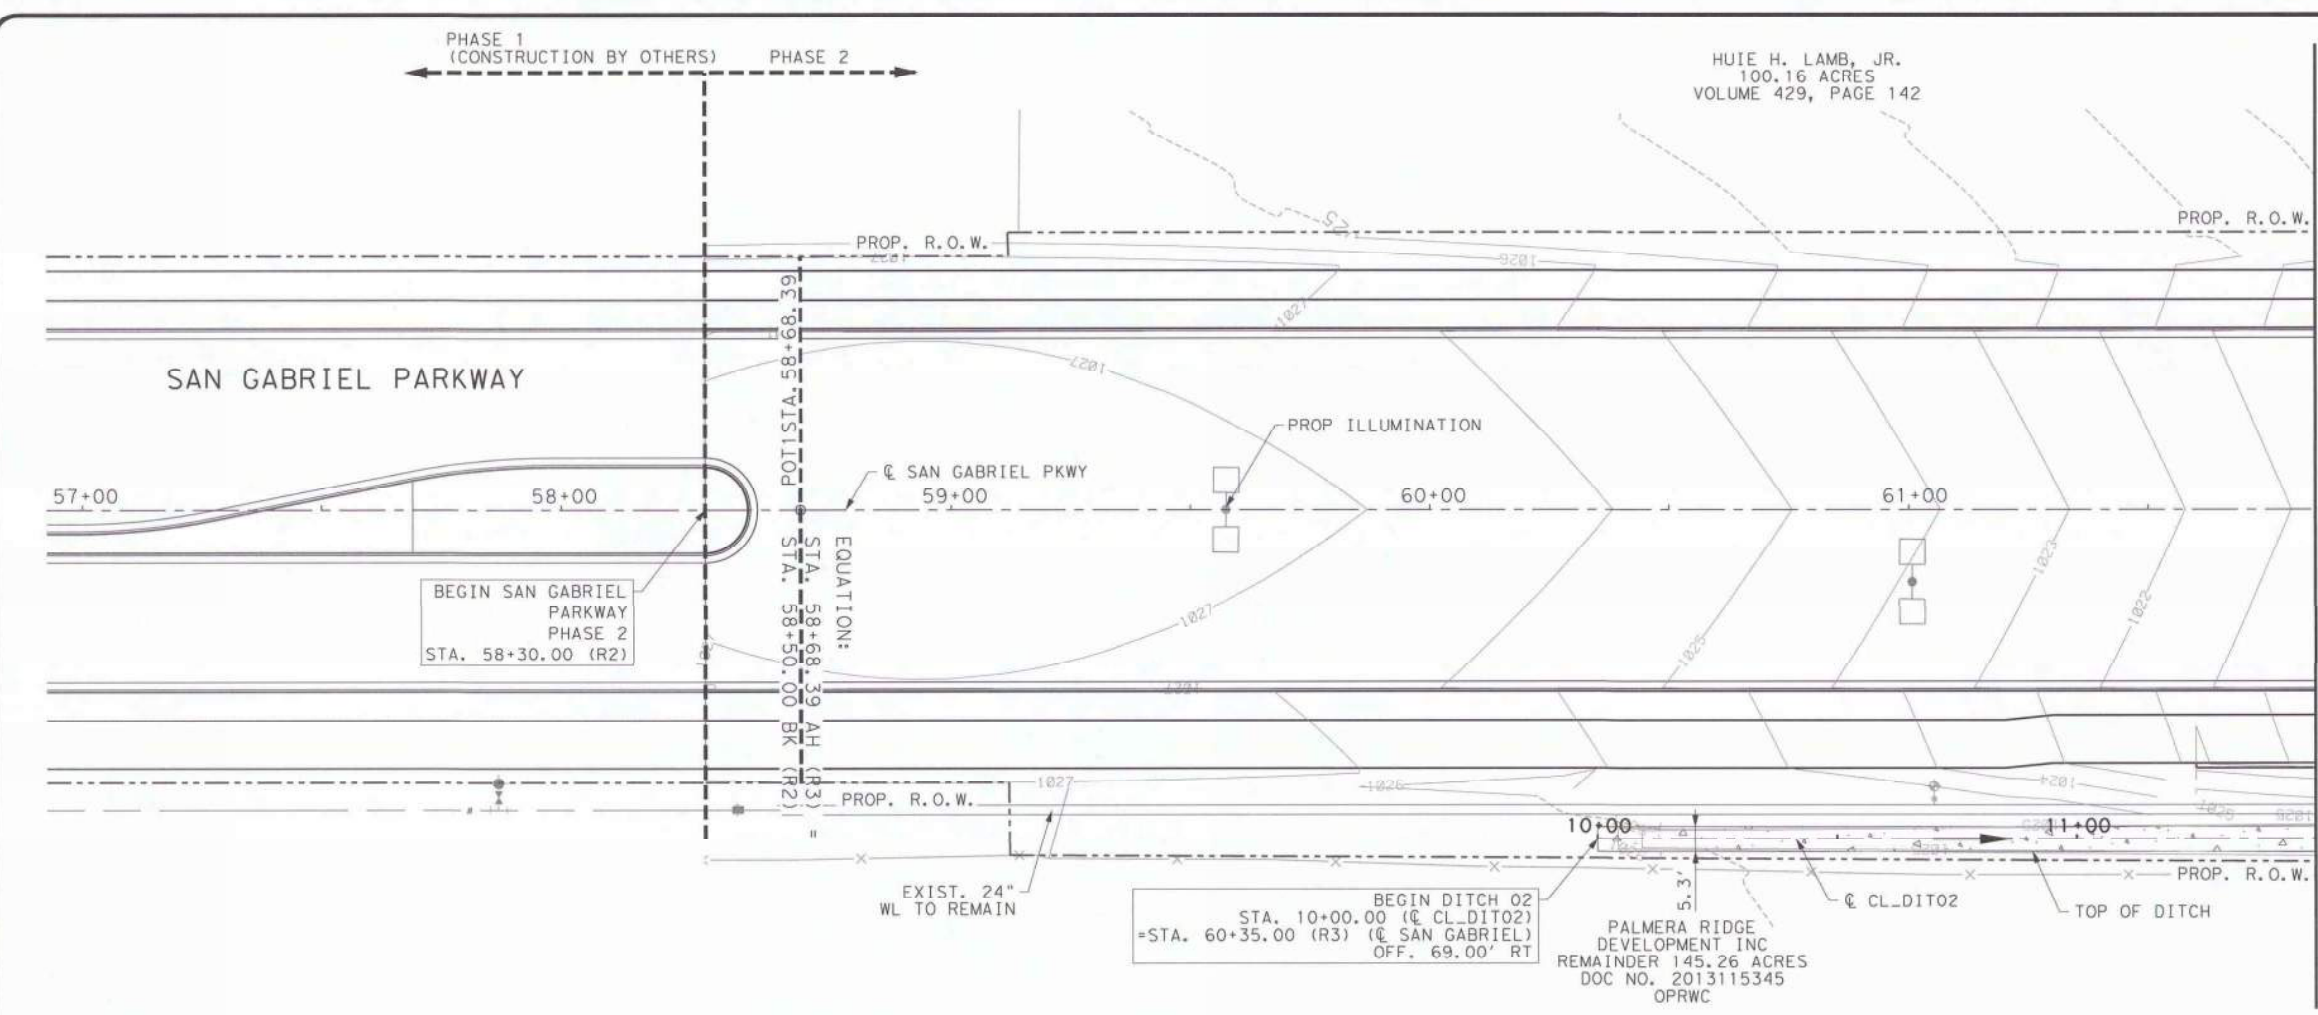 PHASE 1
(CONSTRUCTION BY OTHERS)
PHASE 2
HUIE H. LAMB, JR.
100.16 ACRES
VOLUME 429, PAGE 142
PROP. R.O.W.
PROP. R.O.W.
1027
1026
1027
SAN GABRIEL PARKWAY
POT1STA. 58+68.39
1027
PROP ILLUMINATION
℄ SAN GABRIEL PKWY
57+00
58+00
59+00
60+00
61+00
BEGIN SAN GABRIEL
PARKWAY
PHASE 2
STA. 58+30.00 (R2)
EQUATION:
STA. 58+68.39 AH (R3) =
STA. 58+50.00 BK (R2)
1027
1025
1023
1022
1027
1026
1024
1025
PROP. R.O.W.
10+00
11+00
EXIST. 24"
WL TO REMAIN
BEGIN DITCH 02
STA. 10+00.00 (℄ CL_DIT02)
=STA. 60+35.00 (R3) (℄ SAN GABRIEL)
OFF. 69.00' RT
5.3'
℄ CL_DIT02
TOP OF DITCH
PROP. R.O.W.
PALMERA RIDGE
DEVELOPMENT INC
REMAINDER 145.26 ACRES
DOC NO. 2013115345
OPRWC